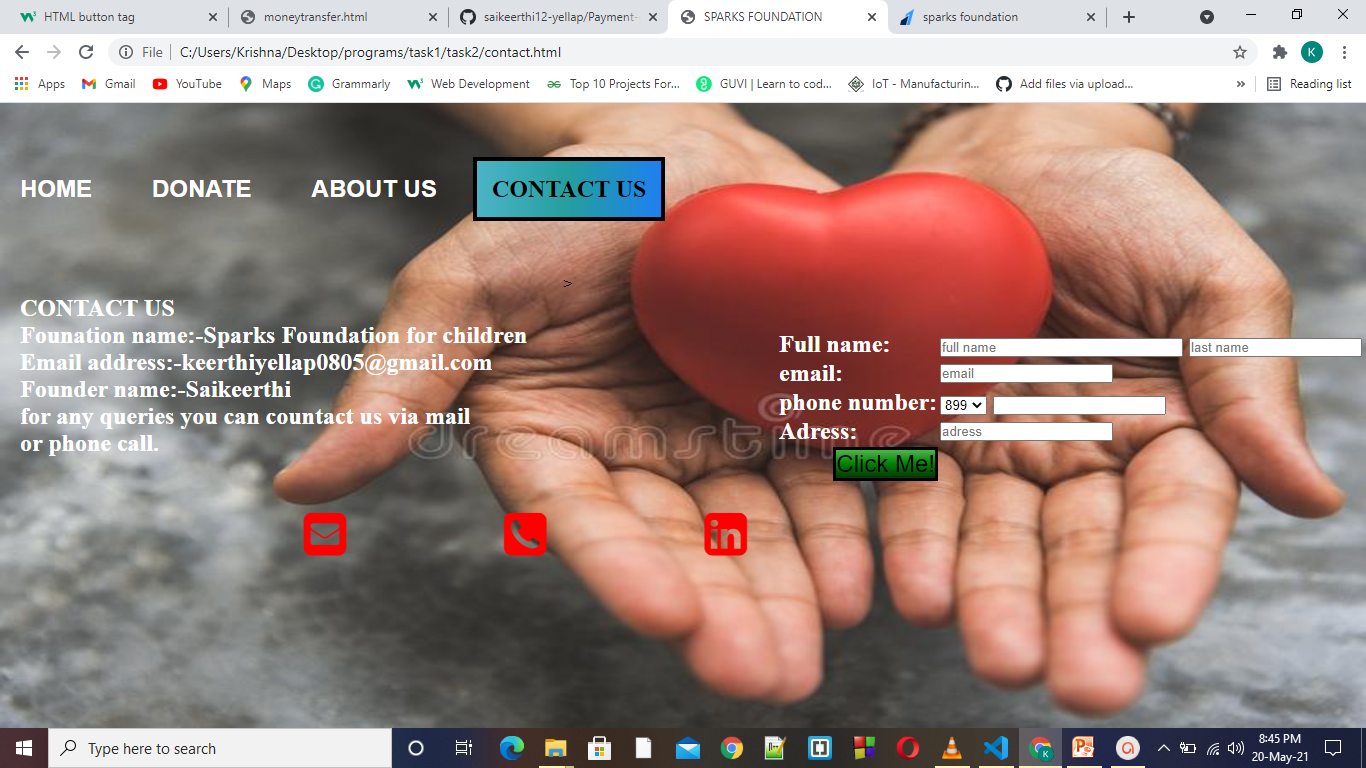 HTML button tag
moneytransfer.html
saikeerthi12-yellap/Payment-
SPARKS FOUNDATION
sparks foundation
K
File
C:/Users/Krishna/Desktop/programs/task1/task2/contact.html
Apps
Gmail
YouTube
Maps
Grammarly
Web Development
Top 10 Projects For...
GUVI | Learn to cod...
IoT - Manufacturin...
Add files via upload...
»
Reading list
HOME
DONATE
ABOUT US
CONTACT US
>
CONTACT US
Founation name:-Sparks Foundation for children
Email address:-keerthiyellap0805@gmail.com
Founder name:-Saikeerthi
for any queries you can countact us via mail
or phone call.
Full name:
full name
last name
email:
email
phone number:
899
Adress:
adress
Click Me!
dreamstime
in
Type here to search
8:45 PM
20-May-21